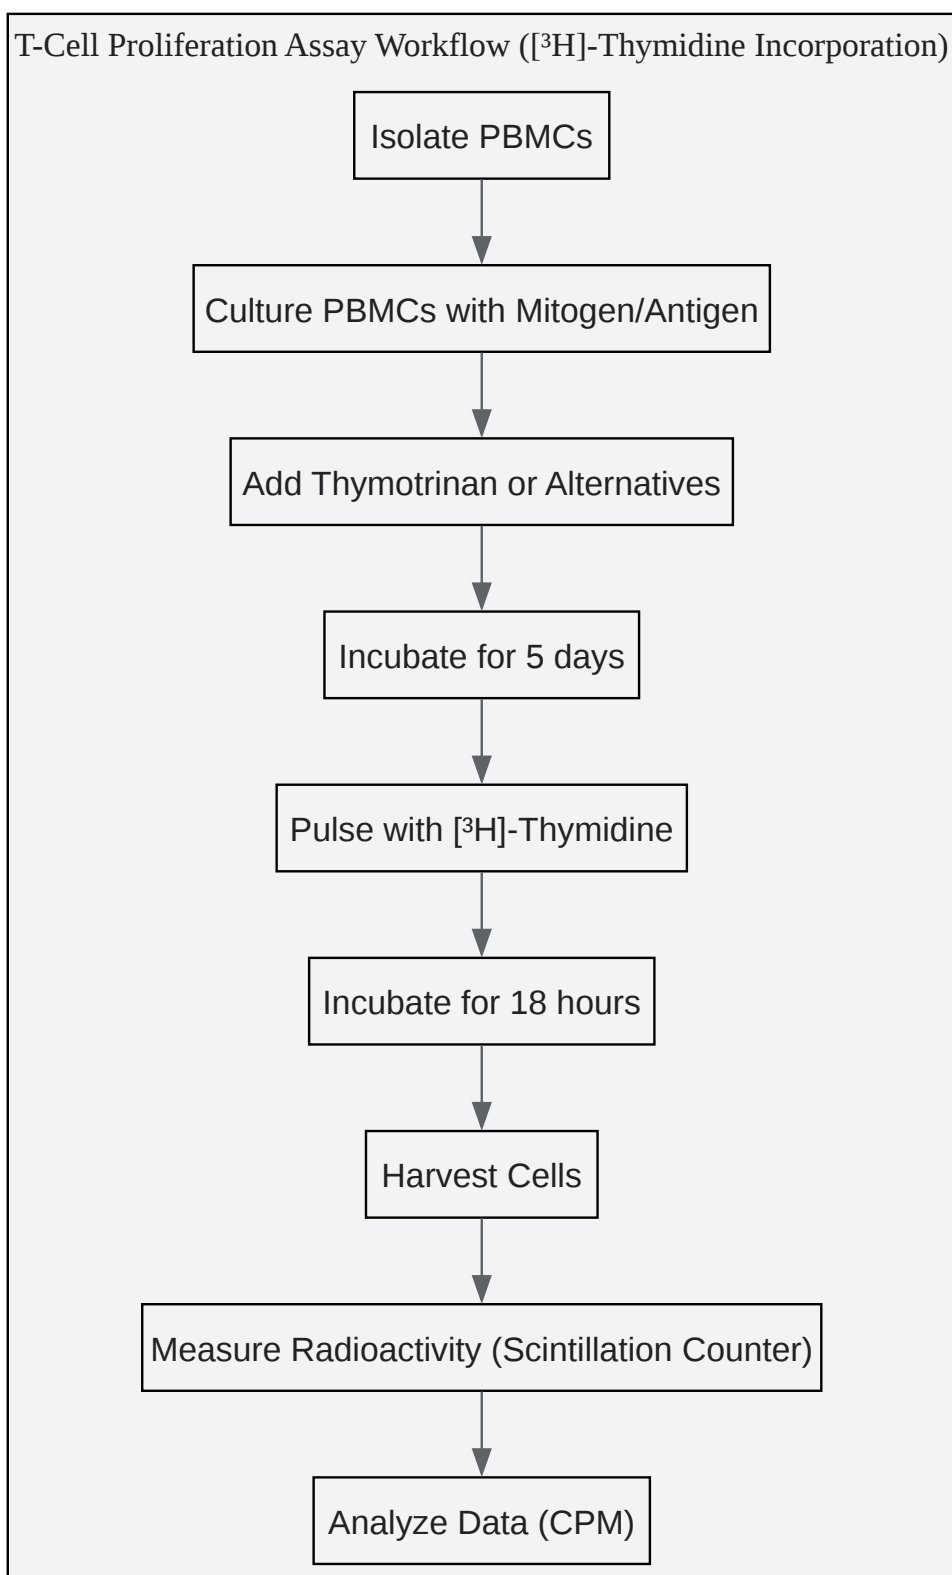 T-Cell Proliferation Assay Workflow ([³H]-Thymidine Incorporation)
Isolate PBMCs
Culture PBMCs with Mitogen/Antigen
Add Thymotrinan or Alternatives
Incubate for 5 days
Pulse with [³H]-Thymidine
Incubate for 18 hours
Harvest Cells
Measure Radioactivity (Scintillation Counter)
Analyze Data (CPM)